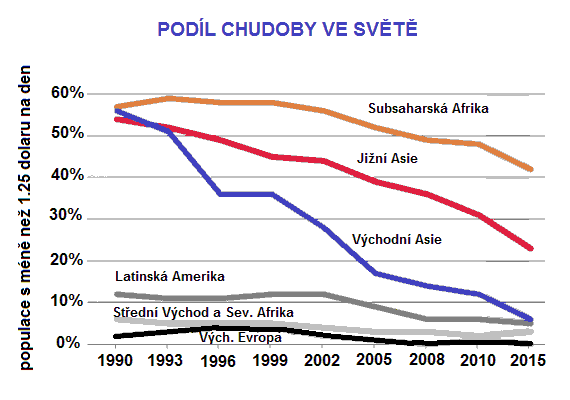 PODÍL CHUDOBY VE SVĚTĚ
populace s méně než 1.25 dolaru na den
60%
50%
40%
30%
20%
10%
0%
Subsaharská Afrika
Jižní Asie
Východní Asie
Latinská Amerika
Střední Východ a Sev. Afrika
Vých. Evropa
1990 1993 1996 1999 2002 2005 2008 2010 2015